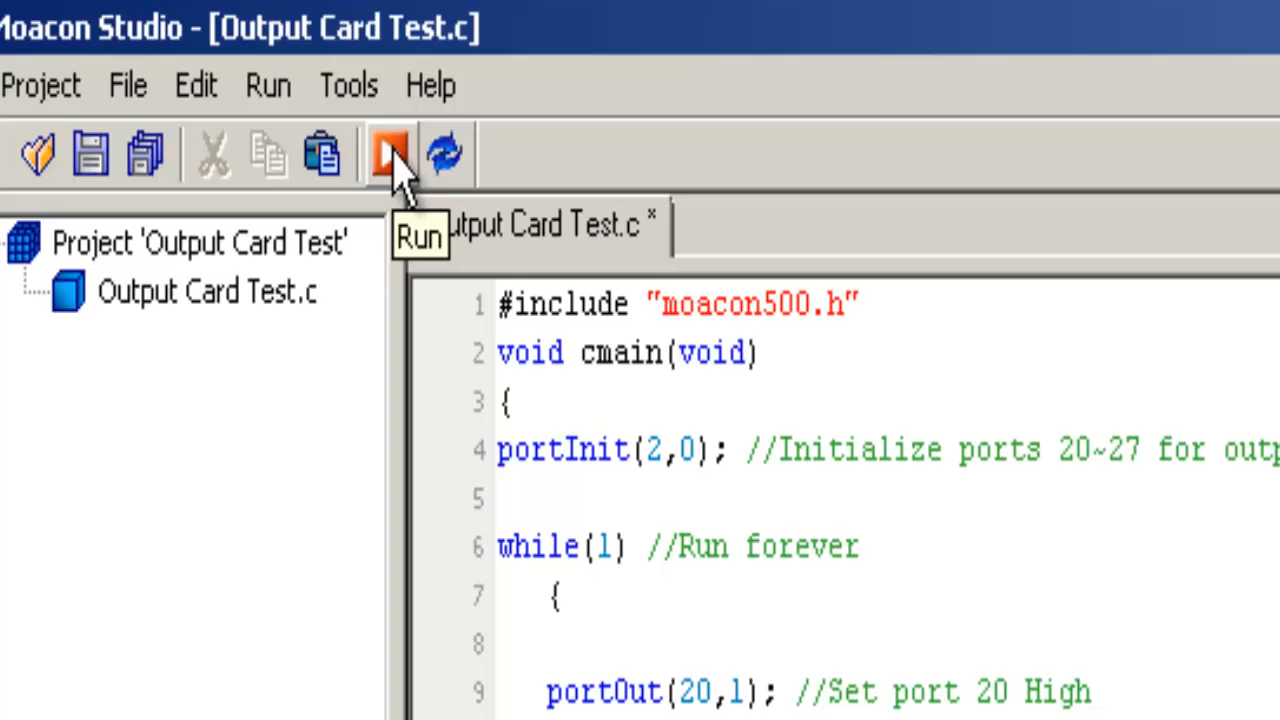 Moacon Studio - [Output Card Test.c]
Project File Edit Run Tools Help
Run
utput Card Test.c *
Project 'Output Card Test'
Output Card Test.c
1 #include "moacon500.h"
2 void cmain(void)
3 {
4 portInit(2,0); //Initialize ports 20~27 for outp
5
6 while(1) //Run forever
7 {
8
9 portOut(20,1); //Set port 20 High